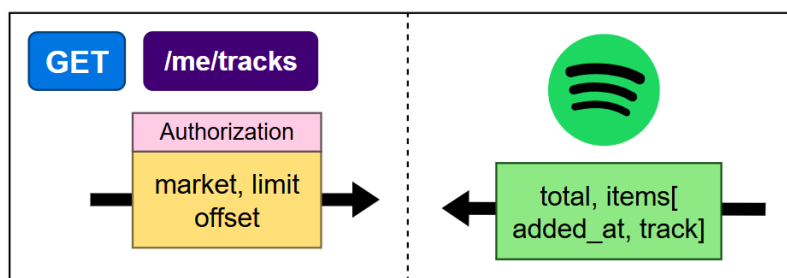 GET
/me/tracks
Authorization
market, limit
offset
total, items[
added_at, track]